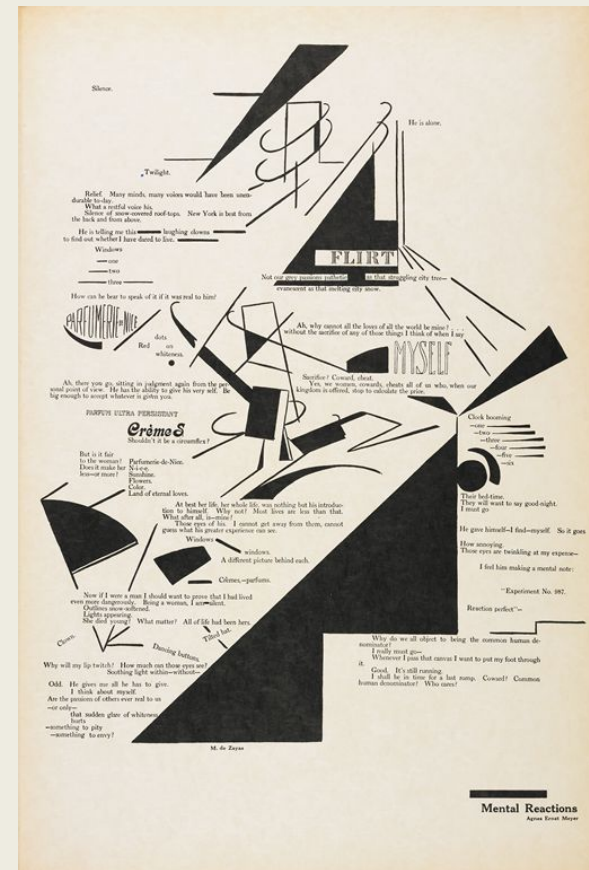 Silence.
He is alone.
Twilight.
Relief. Many minds, many voices would have been unen-
durable to-day.
What a restful voice his.
Silence of snow-covered roof-tops. New York is best from
the back and from above.
He is telling me this laughing clowns
to find out whether I have dared to live.
Windows
—one
—two
—three
FLIRT
Not our grey passions pathetic as that struggling city tree—
evanescent as that melting city snow.
How can he bear to speak of it if it was real to him?
PARFUMERIE DE NICE
dots
Red on
whiteness.
Ah, why cannot all the loves of all the world be mine?
without the sacrifice of any of those things I think of when I say
MYSELF
Sacrifice? Coward, cheat.
Yes, we women, cowards, cheats all of us who, when our
kingdom is offered, stop to calculate the price.
Ah, there you go, sitting in judgment again from the per-
sonal point of view. He has the ability to give his very self. Be
big enough to accept whatever is given you.
PARFUM ULTRA PERSISTANT
CrèmeS
Shouldn't it be a circumflex?
But is it fair
to the woman?
Does it make her
less—or more?
Parfumerie-de-Nice.
N-i-c-e.
Sunshine.
Flowers.
Color.
Land of eternal loves.
Clock booming
—one
—two
—three
—four
—five
—six
Their bed-time.
They will want to say good-night.
I must go
At best her life, her whole life, was nothing but his introduc-
tion to himself. Why not? Most lives are less than that.
What after all, is—mine?
Those eyes of his. I cannot get away from them, cannot
guess what his greater experience can see.
He gave himself—I find—myself. So it goes
How annoying.
Those eyes are twinkling at my expense—
Windows
windows.
A different picture behind each.
I feel him making a mental note:
Crèmes,—parfums.
"Experiment No. 987.
Reaction perfect"—
Now if I were a man I should want to prove that I had lived
even more dangerously. Being a woman, I am silent.
Outlines snow-softened.
Lights appearing.
She died young? What matter? All of life had been hers.
Clown.
Dancing buttons.
Tilted hat.
Why will my lip twitch? How much can those eyes see?
Soothing light within—without—
Odd. He gives me all he has to give.
I think about myself.
Are the passions of others ever real to us
—or only—
that sudden glare of whiteness
hurts
—something to pity
—something to envy?
Why do we all object to being the common de-
nominator?
I really must go—
Whenever I pass that canvas I want to put my foot through
it.
Good. It's still running.
I shall be in time for a last romp. Coward? Common
human denominator? Who cares?
M. de Zayas
Mental Reactions
Agnes Ernst Meyer